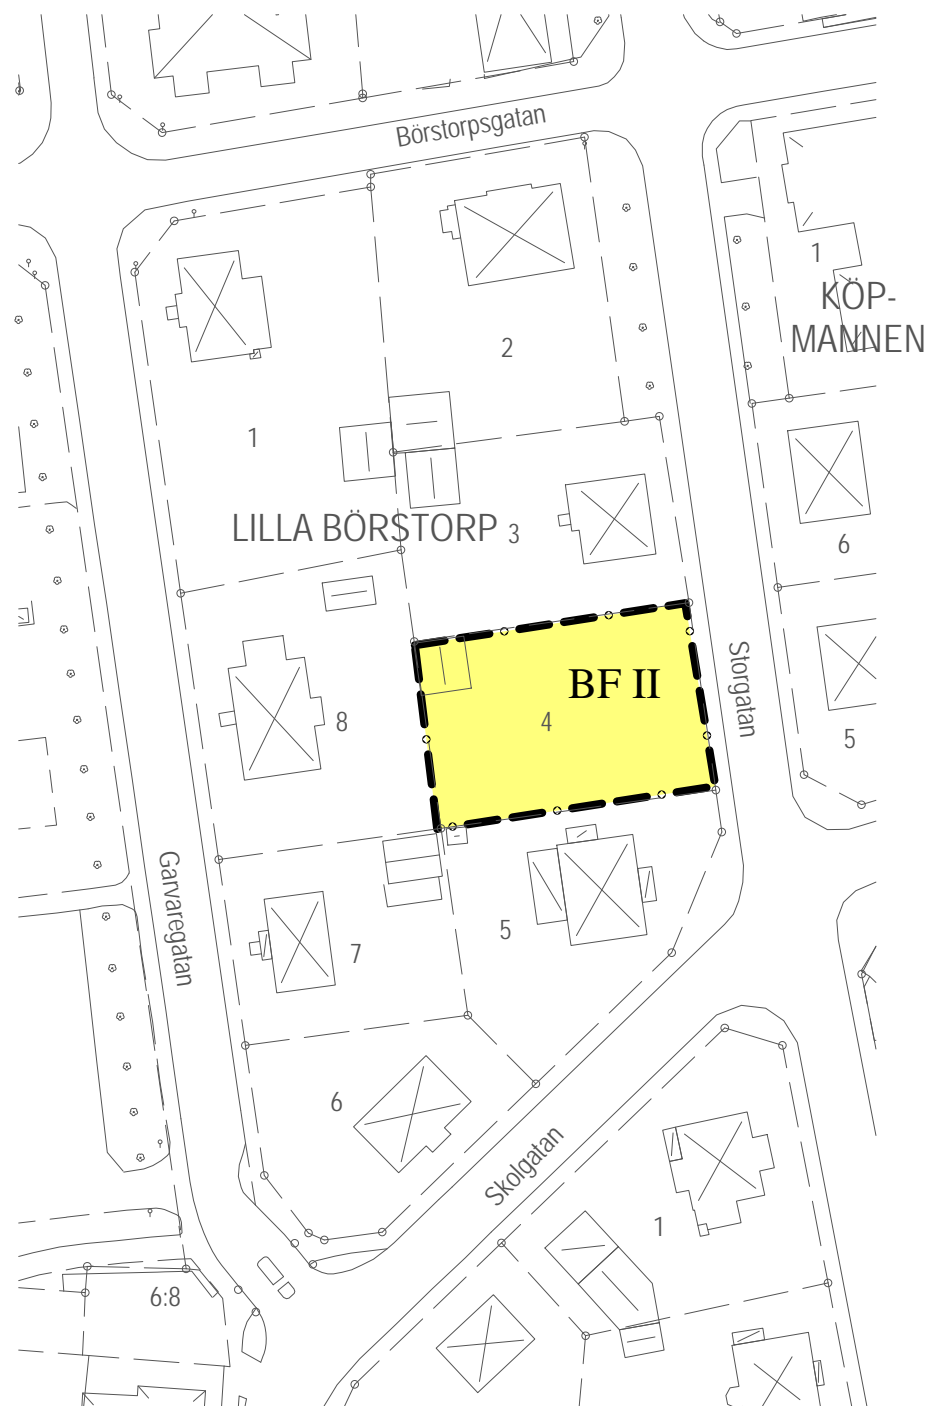 Börstorpsgatan
1
KÖP-
MANNEN
2
1
LILLA BÖRSTORP
3
6
Storgatan
BF II
4
8
5
Garvaregatan
5
7
6
Skolgatan
1
6:8